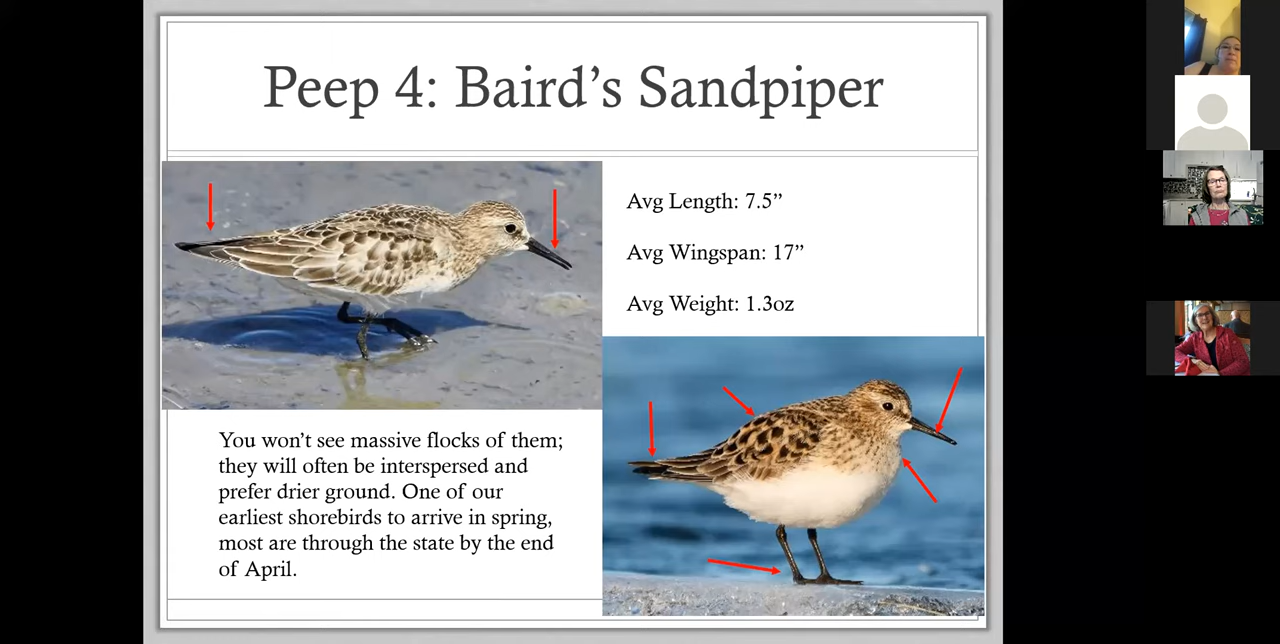 Peep 4: Baird’s Sandpiper
Avg Length: 7.5”
Avg Wingspan: 17”
Avg Weight: 1.3oz
You won’t see massive flocks of them;
they will often be interspersed and
prefer drier ground. One of our
earliest shorebirds to arrive in spring,
most are through the state by the end
of April.